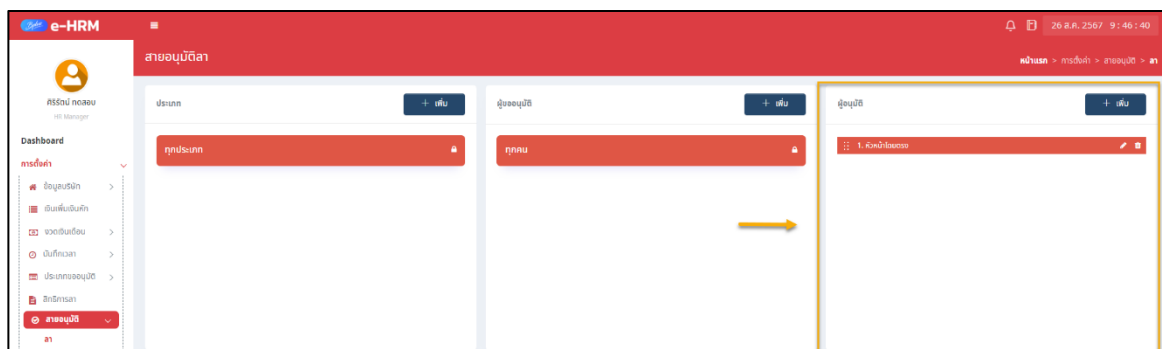 e-HRM
26 ส.ค. 2567 9 : 46 : 40
สายอนุมัติลา
หน้าแรก > การตั้งค่า > สายอนุมัติ > ลา
ศิริรัตน์ ทดสอบ
HR Manager
ประเภท
+ เพิ่ม
ผู้ขออนุมัติ
+ เพิ่ม
ผู้อนุมัติ
+ เพิ่ม
Dashboard
ทุกประเภท
ทุกคน
1. หัวหน้าโดยตรง
การตั้งค่า
ข้อมูลบริษัท
เงินเพิ่มเงินหัก
งวดเงินเดือน
บันทึกเวลา
ประเภทขออนุมัติ
สิทธิการลา
สายอนุมัติ
ลา